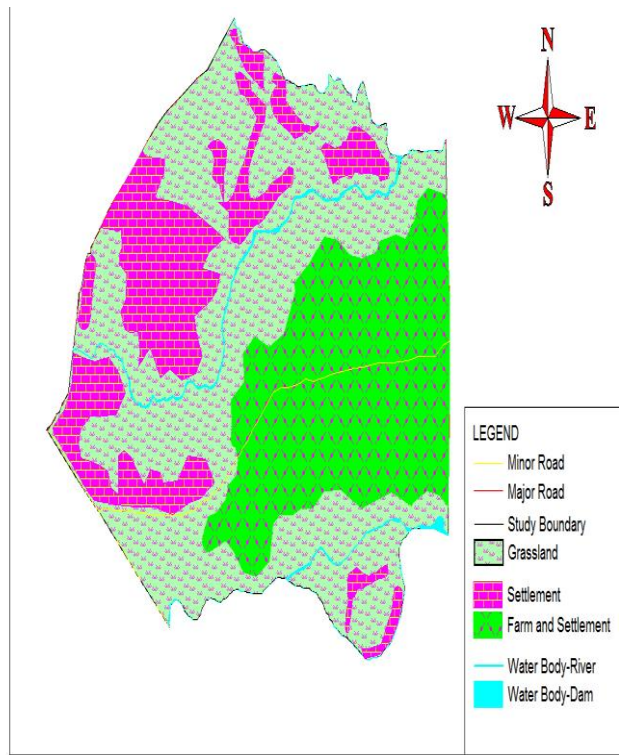 N
W E
S
LEGEND
Minor Road
Major Road
Study Boundary
Grassland
Settlement
Farm and Settlement
Water Body-River
Water Body-Dam